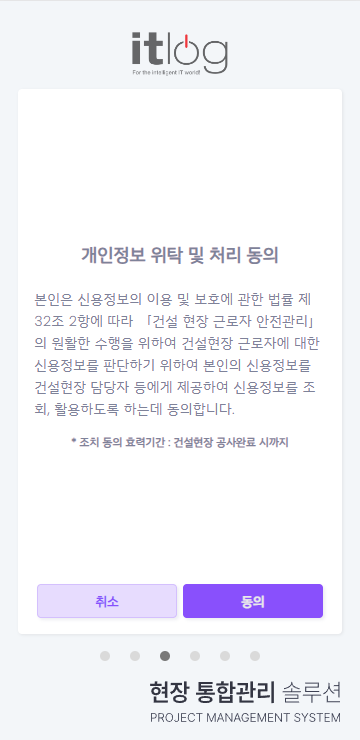 itlog
For the intelligent IT world!
개인정보 위탁 및 처리 동의
본인은 신용정보의 이용 및 보호에 관한 법률 제
32조 2항에 따라 「건설 현장 근로자 안전관리」
의 원활한 수행을 위하여 건설현장 근로자에 대한
신용정보를 판단하기 위하여 본인의 신용정보를
건설현장 담당자 등에게 제공하여 신용정보를 조
회, 활용하도록 하는데 동의합니다.
* 조치 동의 효력기간 : 건설현장 공사완료 시까지
취소
동의
현장 통합관리 솔루션
PROJECT MANAGEMENT SYSTEM